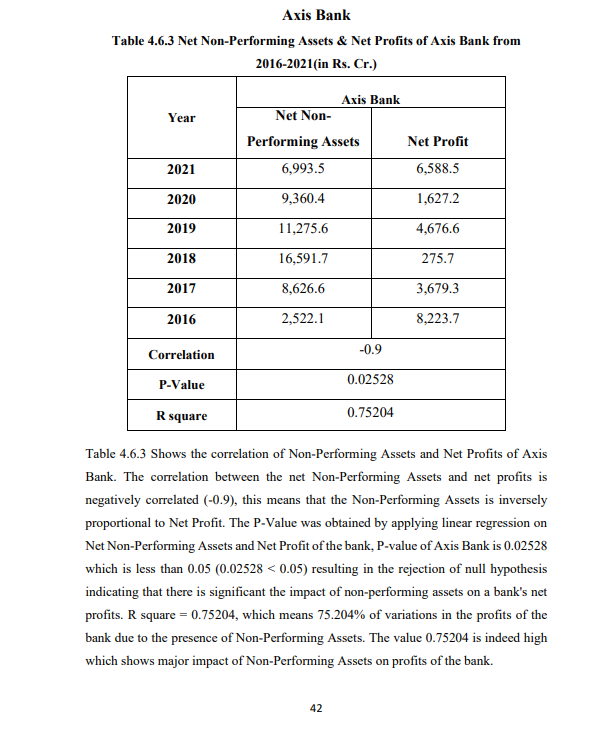 Axis Bank
Table 4.6.3 Net Non-Performing Assets & Net Profits of Axis Bank from
2016-2021(in Rs. Cr.)
Year
Axis Bank
Net Non-
Performing Assets
Net Profit
2021 6,993.5 6,588.5
2020 9,360.4 1,627.2
2019 11,275.6 4,676.6
2018 16,591.7 275.7
2017 8,626.6 3,679.3
2016 2,522.1 8,223.7
Correlation -0.9
P-Value 0.02528
R square 0.75204
Table 4.6.3 Shows the correlation of Non-Performing Assets and Net Profits of Axis
Bank. The correlation between the net Non-Performing Assets and net profits is
negatively correlated (-0.9), this means that the Non-Performing Assets is inversely
proportional to Net Profit. The P-Value was obtained by applying linear regression on
Net Non-Performing Assets and Net Profit of the bank, P-value of Axis Bank is 0.02528
which is less than 0.05 (0.02528 < 0.05) resulting in the rejection of null hypothesis
indicating that there is significant the impact of non-performing assets on a bank's net
profits. R square = 0.75204, which means 75.204% of variations in the profits of the
bank due to the presence of Non-Performing Assets. The value 0.75204 is indeed high
which shows major impact of Non-Performing Assets on profits of the bank.
42